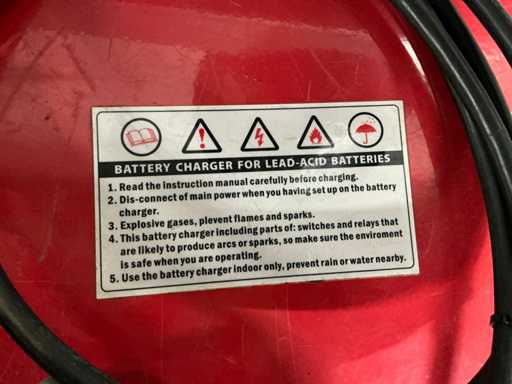 BATTERY CHARGER FOR LEAD-ACID BATTERIES
1. Read the instruction manual carefully before charging.
2. Dis-connect of main power when you having set up on the battery
charger.
3. Explosive gases, plevent flames and sparks.
4. This battery charger including parts of: switches and relays that
are likely to produce arcs or sparks, so make sure the enviroment
is safe when you are operating.
5. Use the battery charger indoor only, prevent rain or water nearby.